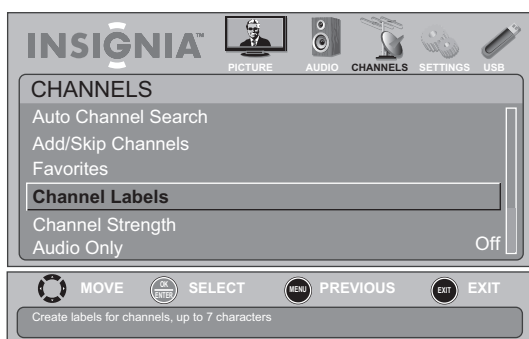 INSIGNIA™
PICTURE AUDIO CHANNELS SETTINGS USB
CHANNELS
Auto Channel Search
Add/Skip Channels
Favorites
Channel Labels
Channel Strength
Audio Only Off
MOVE OK ENTER SELECT MENU PREVIOUS EXIT EXIT
Create labels for channels, up to 7 characters